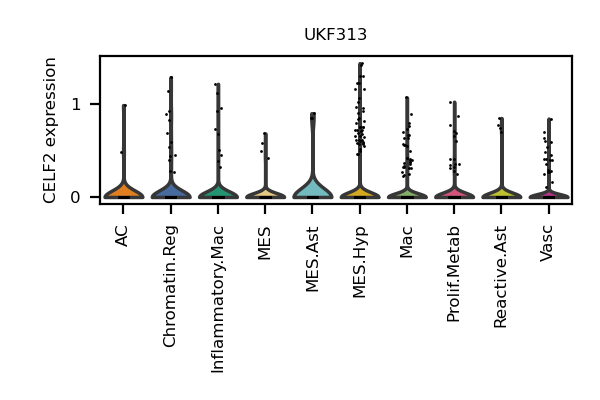 UKF313
CELF2 expression
1
0
AC
Chromatin.Reg
Inflammatory.Mac
MES
MES.Ast
MES.Hyp
Mac
Prolif.Metab
Reactive.Ast
Vasc